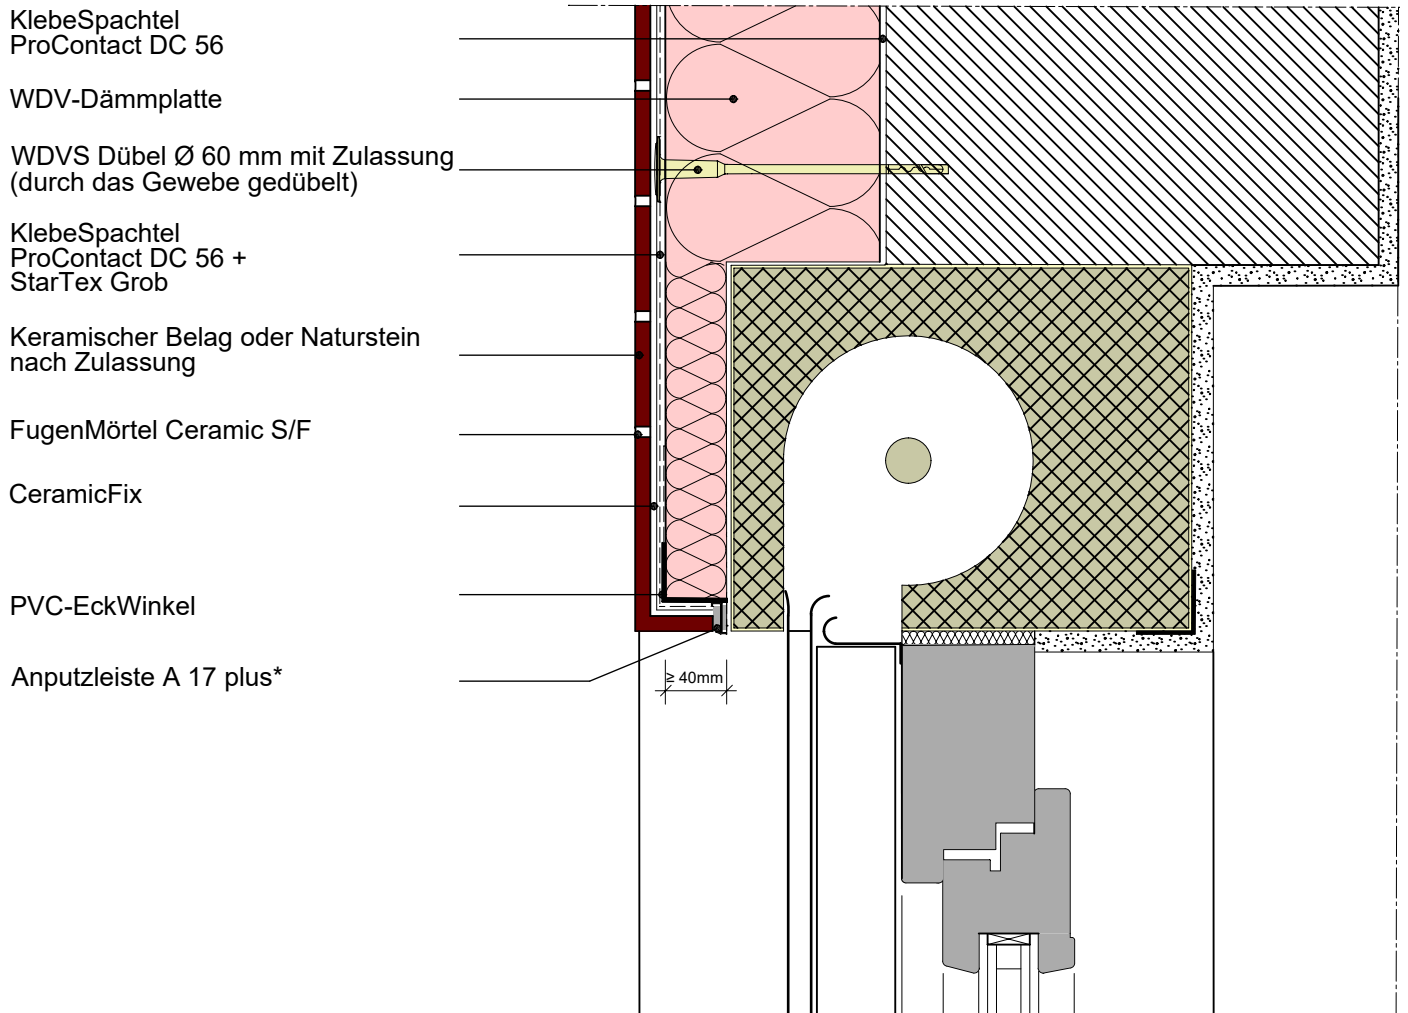 KlebeSpachtel
ProContact DC 56
WDV-Dämmplatte
WDVS Dübel Ø 60 mm mit Zulassung
(durch das Gewebe gedübelt)
KlebeSpachtel
ProContact DC 56 +
StarTex Grob
Keramischer Belag oder Naturstein
nach Zulassung
FugenMörtel Ceramic S/F
CeramicFix
PVC-EckWinkel
Anputzleiste A 17 plus*
≥ 40mm